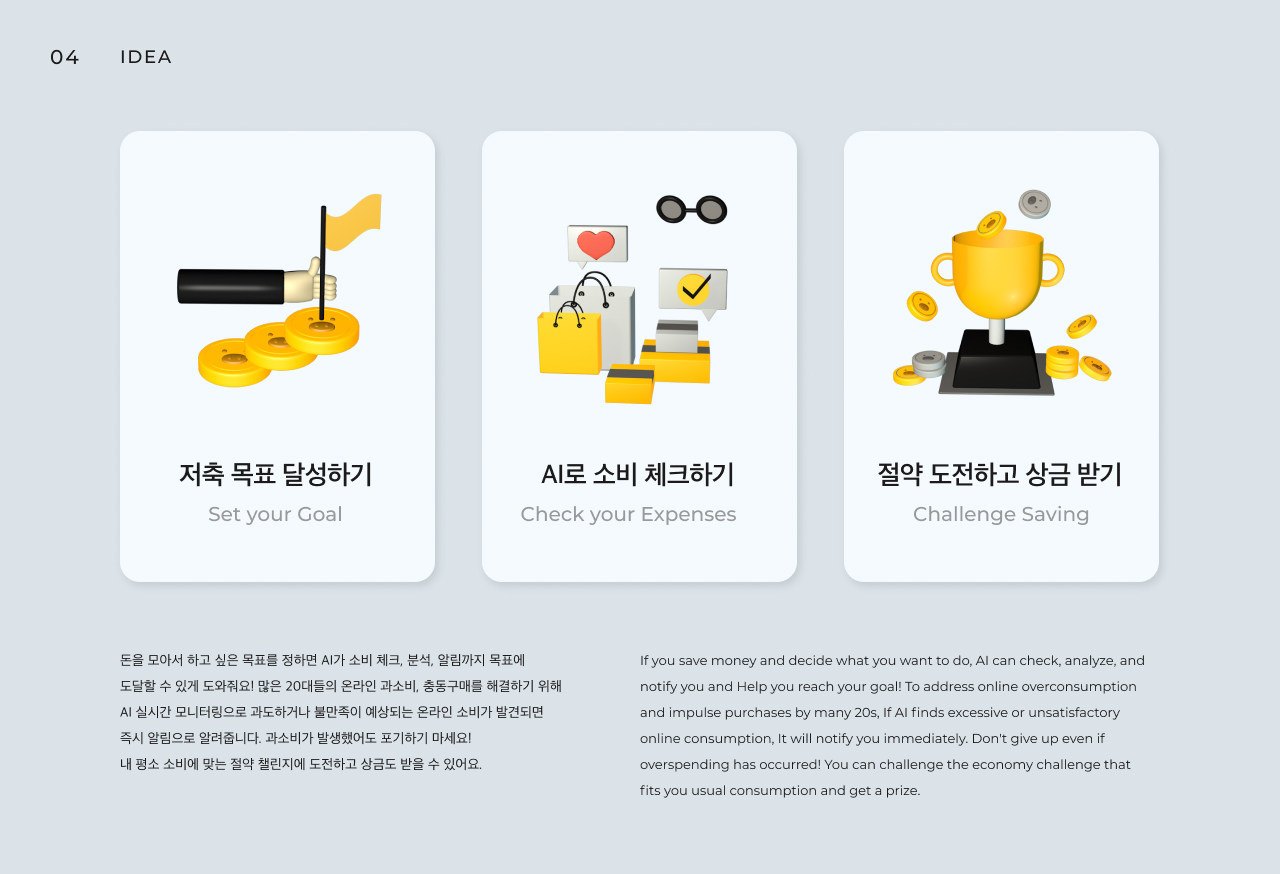 04 IDEA
저축 목표 달성하기
Set your Goal
AI로 소비 체크하기
Check your Expenses
절약 도전하고 상금 받기
Challenge Saving
돈을 모아서 하고 싶은 목표를 정하면 AI가 소비 체크, 분석, 알림까지 목표에
도달할 수 있게 도와줘요! 많은 20대들의 온라인 과소비, 충동구매를 해결하기 위해
AI 실시간 모니터링으로 과도하거나 불만족이 예상되는 온라인 소비가 발견되면
즉시 알림으로 알려줍니다. 과소비가 발생했어도 포기하기 마세요!
내 평소 소비에 맞는 절약 챌린지에 도전하고 상금도 받을 수 있어요.
If you save money and decide what you want to do, AI can check, analyze, and
notify you and Help you reach your goal! To address online overconsumption
and impulse purchases by many 20s, If AI finds excessive or unsatisfactory
online consumption, It will notify you immediately. Don't give up even if
overspending has occurred! You can challenge the economy challenge that
fits you usual consumption and get a prize.